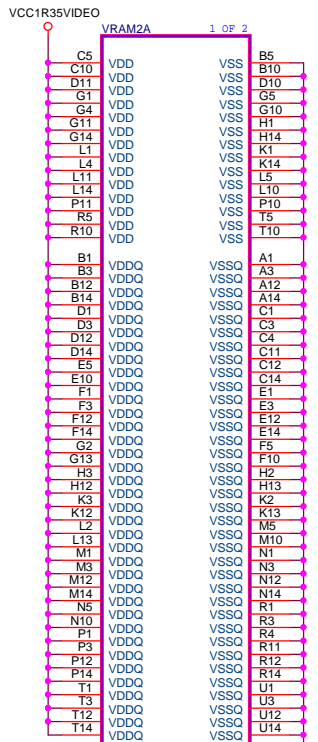 VCC1R35VIDEO
VRAM2A 1 OF 2
C5 VDD VSS B5
C10 VDD VSS B10
D11 VDD VSS D10
G1 VDD VSS G5
G4 VDD VSS G10
G11 VDD VSS H1
G14 VDD VSS H14
L1 VDD VSS K1
L4 VDD VSS K14
L11 VDD VSS L5
L14 VDD VSS L10
P11 VDD VSS P10
R5 VDD VSS T5
R10 VDD VSS T10
B1 VDDQ VSSQ A1
B3 VDDQ VSSQ A3
B12 VDDQ VSSQ A12
B14 VDDQ VSSQ A14
D1 VDDQ VSSQ C1
D3 VDDQ VSSQ C3
D12 VDDQ VSSQ C4
D14 VDDQ VSSQ C11
E5 VDDQ VSSQ C12
E10 VDDQ VSSQ C14
F1 VDDQ VSSQ E1
F3 VDDQ VSSQ E3
F12 VDDQ VSSQ E12
F14 VDDQ VSSQ E14
G2 VDDQ VSSQ F5
G13 VDDQ VSSQ F10
H3 VDDQ VSSQ H2
H12 VDDQ VSSQ H13
K3 VDDQ VSSQ K2
K12 VDDQ VSSQ K13
L2 VDDQ VSSQ M5
L13 VDDQ VSSQ M10
M1 VDDQ VSSQ N1
M3 VDDQ VSSQ N3
M12 VDDQ VSSQ N12
M14 VDDQ VSSQ N14
N5 VDDQ VSSQ R1
N10 VDDQ VSSQ R3
P1 VDDQ VSSQ R4
P3 VDDQ VSSQ R11
P12 VDDQ VSSQ R12
P14 VDDQ VSSQ R14
T1 VDDQ VSSQ U1
T3 VDDQ VSSQ U3
T12 VDDQ VSSQ U12
T14 VDDQ VSSQ U14